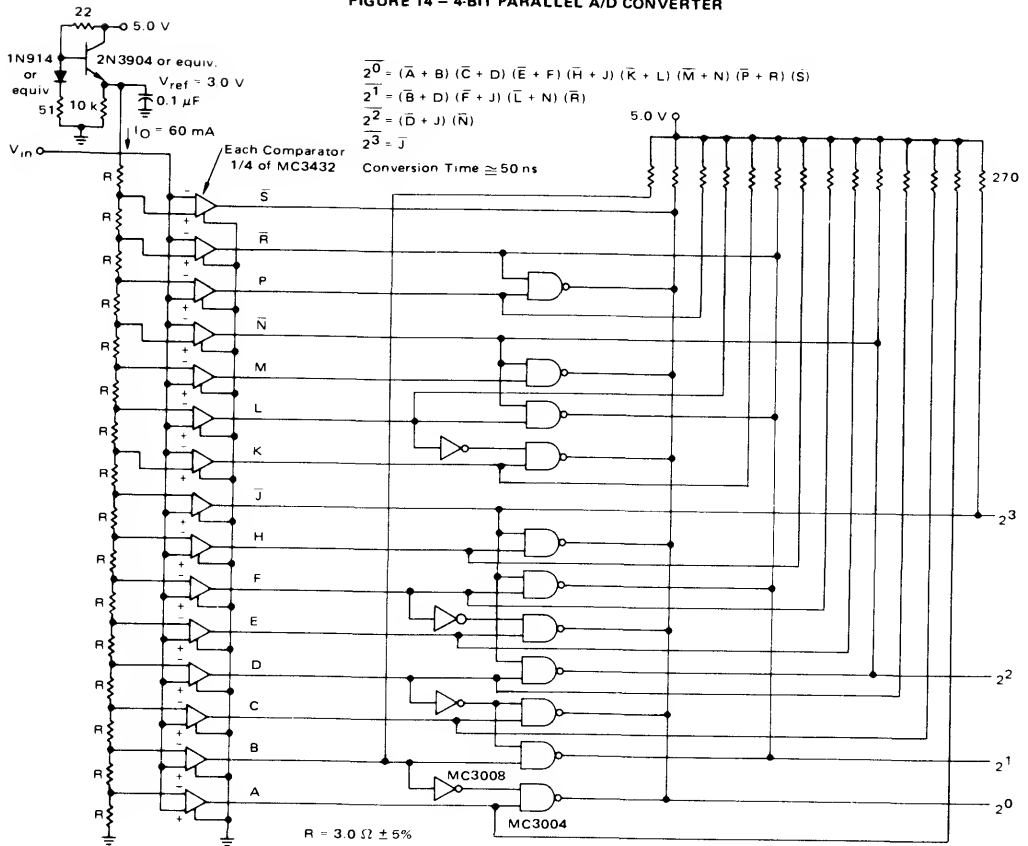 FIGURE 14 – 4-BIT PARALLEL A/D CONVERTER
22
5.0 V
1N914
or
equiv
2N3904 or equiv.
V_ref = 3.0 V
0.1 μF
51
10 k
I_O = 60 mA
V_in
Each Comparator
1/4 of MC3432
2̅⁰̅ = (A̅ + B) (C̅ + D) (E̅ + F) (H̅ + J) (K̅ + L) (M̅ + N) (P̅ + R) (S̅)
2̅¹̅ = (B̅ + D) (F̅ + J) (L̅ + N) (R̅)
2̅²̅ = (D̅ + J) (N̅)
2̅³̅ = J̅
Conversion Time ≅ 50 ns
5.0 V
270
R
- + S̅
R
- + R̅
R
- + P
R
- + N̅
R
- + M
R
- + L
R
- + K
R
- + J̅
2³
R
- + H
R
- + F
R
- + E
R
- + D
2²
R
- + C
R
- + B
2¹
R
- + A
MC3008
MC3004
2⁰
R
R = 3.0 Ω ± 5%